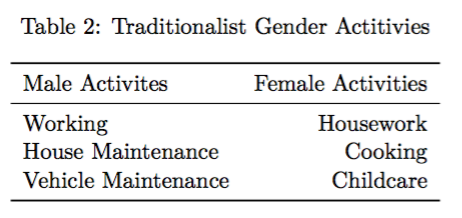 Table 2: Traditionalist Gender Actitivies
Male Activites Female Activities
Working Housework
House Maintenance Cooking
Vehicle Maintenance Childcare